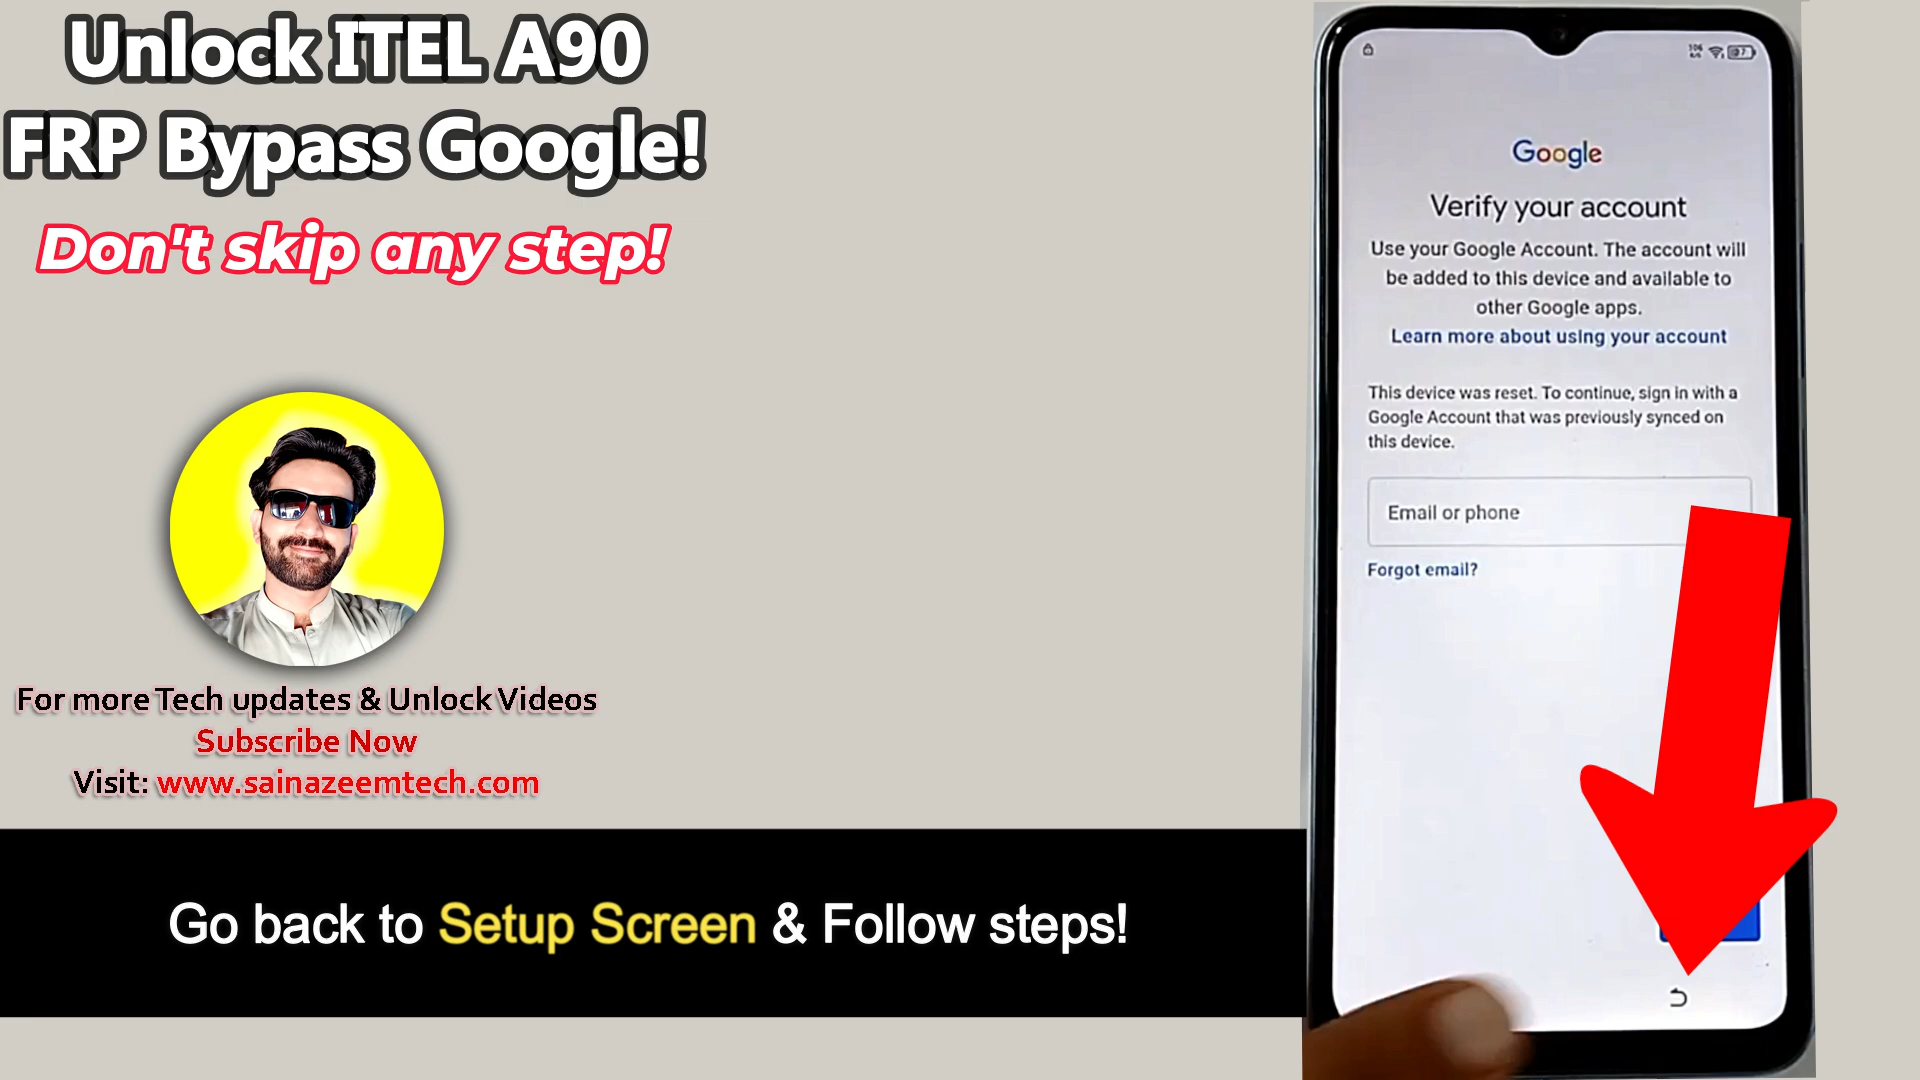 Unlock ITEL A90
FRP Bypass Google!
Don't skip any step!
For more Tech updates & Unlock Videos
Subscribe Now
Visit: www.sainazeemtech.com
Go back to Setup Screen & Follow steps!
Google
Verify your account
Use your Google Account. The account will
be added to this device and available to
other Google apps.
Learn more about using your account
This device was reset. To continue, sign in with a
Google Account that was previously synced on
this device.
Email or phone
Forgot email?